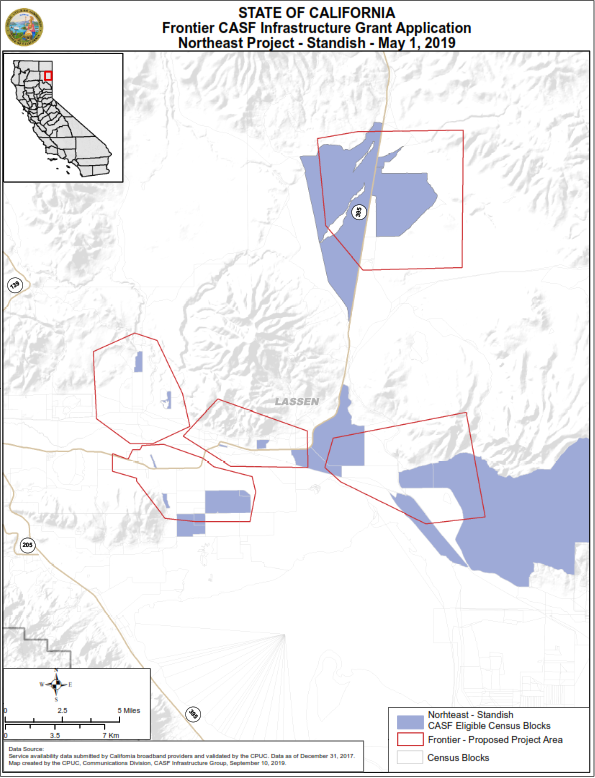 STATE OF CALIFORNIA
Frontier CASF Infrastructure Grant Application
Northeast Project - Standish - May 1, 2019
395
139
LASSEN
205
395
N
W E
S
0 2.5 5 Miles
0 3.5 7 Km
Norhteast - Standish
CASF Eligible Census Blocks
Frontier - Proposed Project Area
Census Blocks
Data Source:
Service availability data submitted by California broadband providers and validated by the CPUC. Data as of December 31, 2017.
Map created by the CPUC, Communications Division, CASF Infrastructure Group, September 10, 2019.